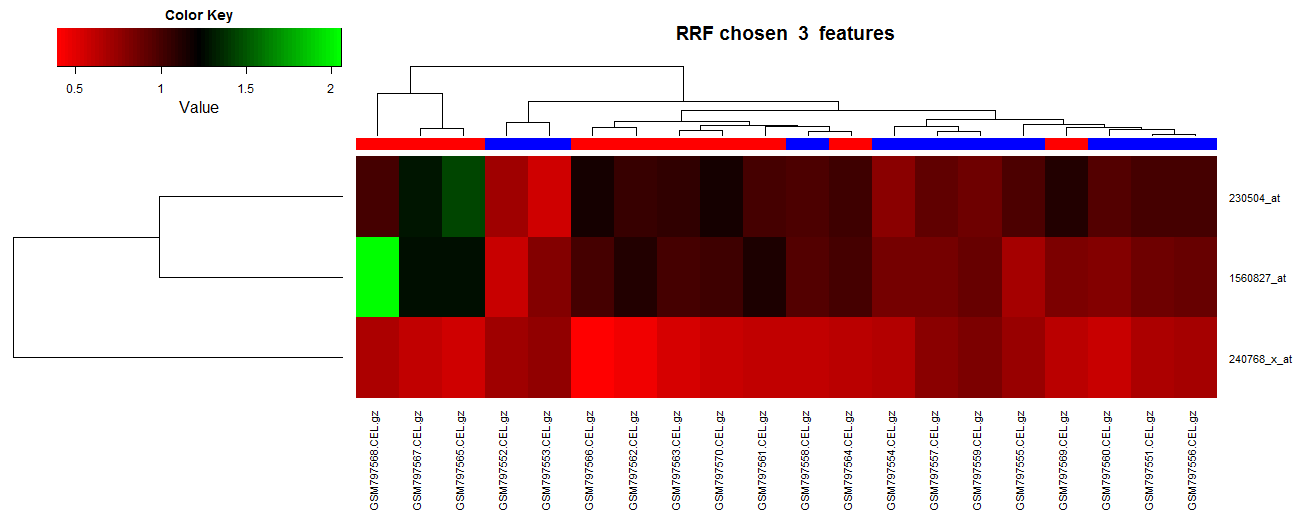 Color Key
0.5 1 1.5 2
Value
RRF chosen 3 features
230504_at
1560827_at
240768_x_at
GSM797568.CEL.gz
GSM797567.CEL.gz
GSM797565.CEL.gz
GSM797552.CEL.gz
GSM797553.CEL.gz
GSM797566.CEL.gz
GSM797562.CEL.gz
GSM797563.CEL.gz
GSM797570.CEL.gz
GSM797561.CEL.gz
GSM797558.CEL.gz
GSM797564.CEL.gz
GSM797554.CEL.gz
GSM797557.CEL.gz
GSM797559.CEL.gz
GSM797555.CEL.gz
GSM797569.CEL.gz
GSM797560.CEL.gz
GSM797551.CEL.gz
GSM797556.CEL.gz